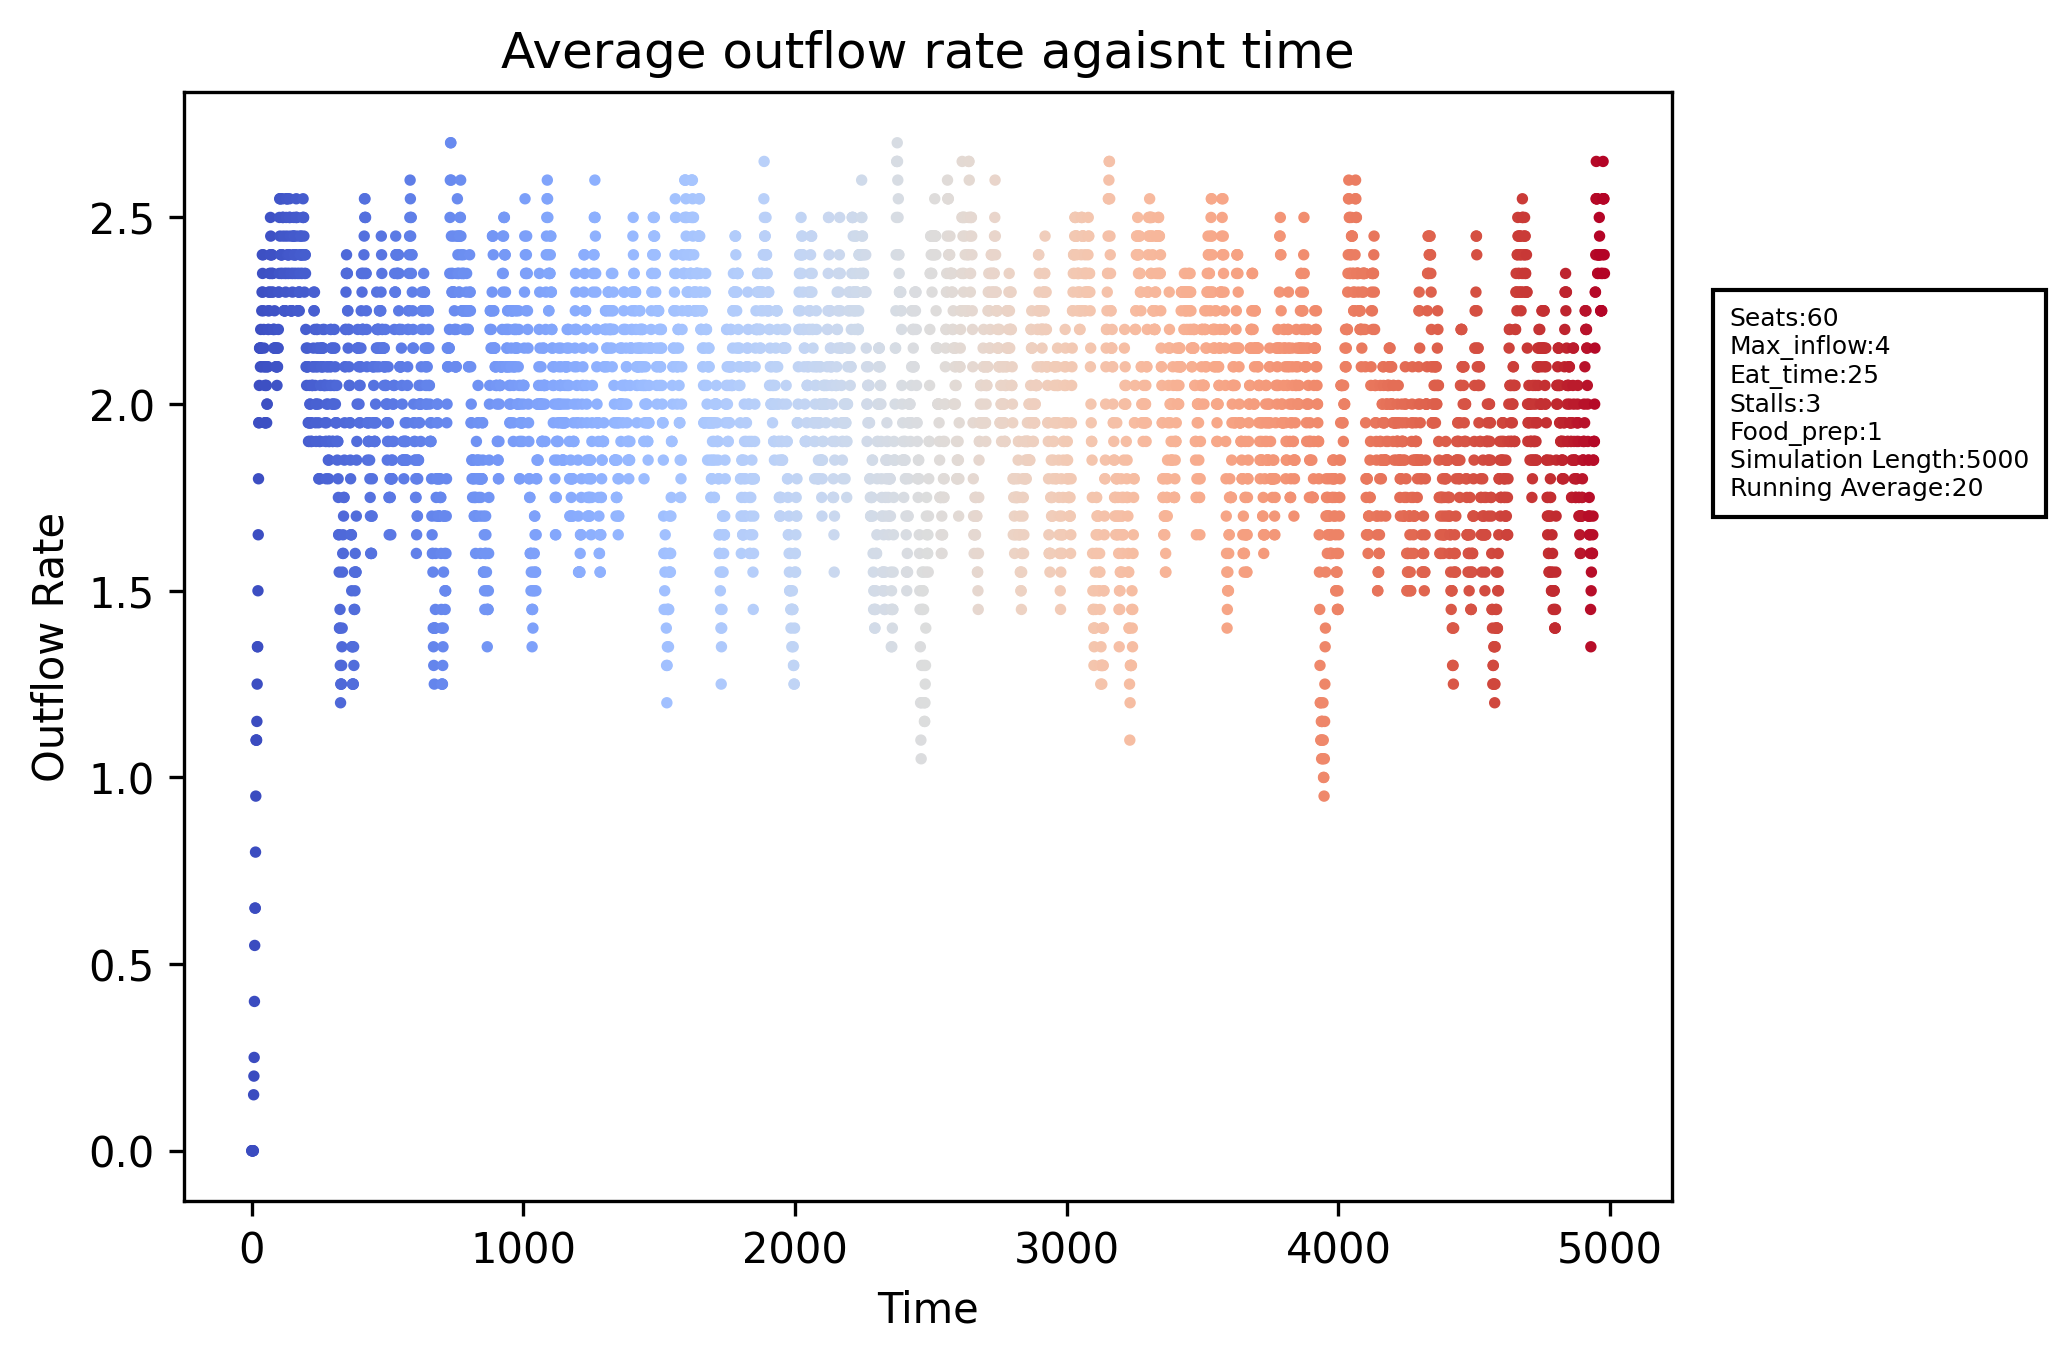 Average outflow rate agaisnt time
Outflow Rate
2.5
2.0
1.5
1.0
0.5
0.0
0 1000 2000 3000 4000 5000
Time
Seats:60
Max_inflow:4
Eat_time:25
Stalls:3
Food_prep:1
Simulation Length:5000
Running Average:20